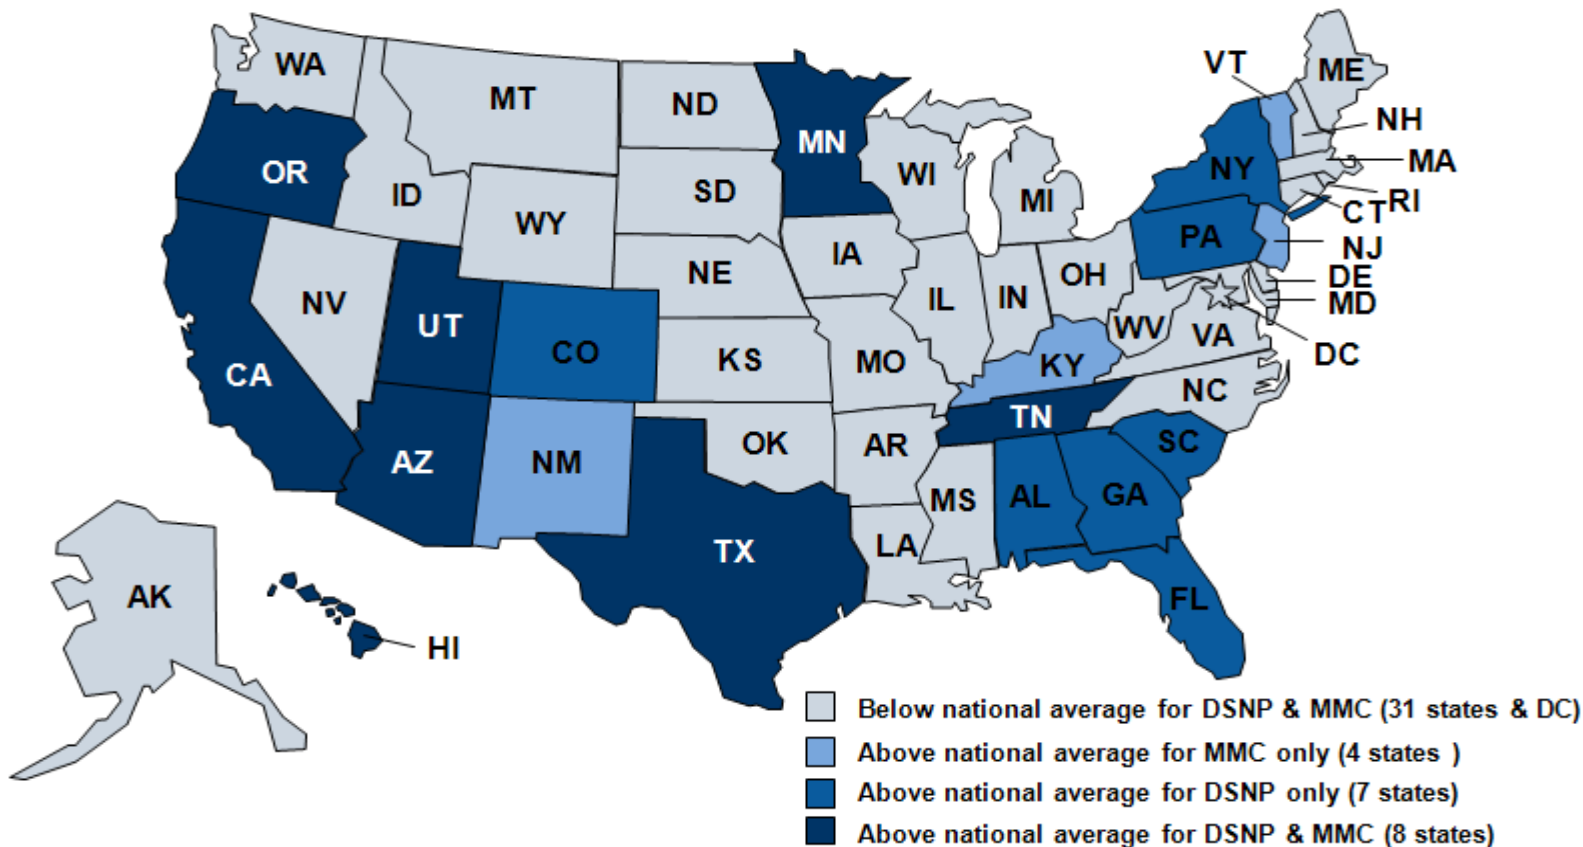 WA
MT
ND
MN
VT
ME
NH
MA
RI
CT
NJ
DE
MD
DC
OR
ID
WY
SD
WI
MI
NY
PA
IA
NE
NV
UT
CO
IL
IN
OH
WV
VA
CA
KS
MO
KY
NC
TN
AZ
NM
OK
AR
SC
MS
AL
GA
TX
LA
FL
AK
HI
Below national average for DSNP & MMC (31 states & DC)
Above national average for MMC only (4 states )
Above national average for DSNP only (7 states)
Above national average for DSNP & MMC (8 states)